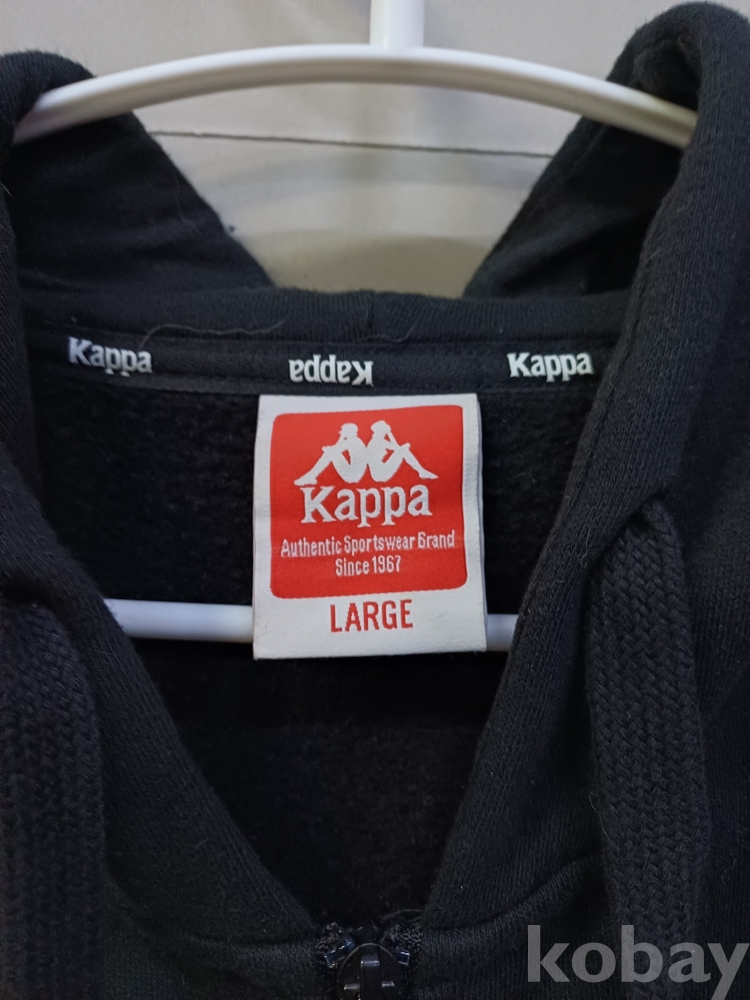 Kappa Kappa Kappa
Kappa
Authentic Sportswear Brand
Since 1967
LARGE
kobay